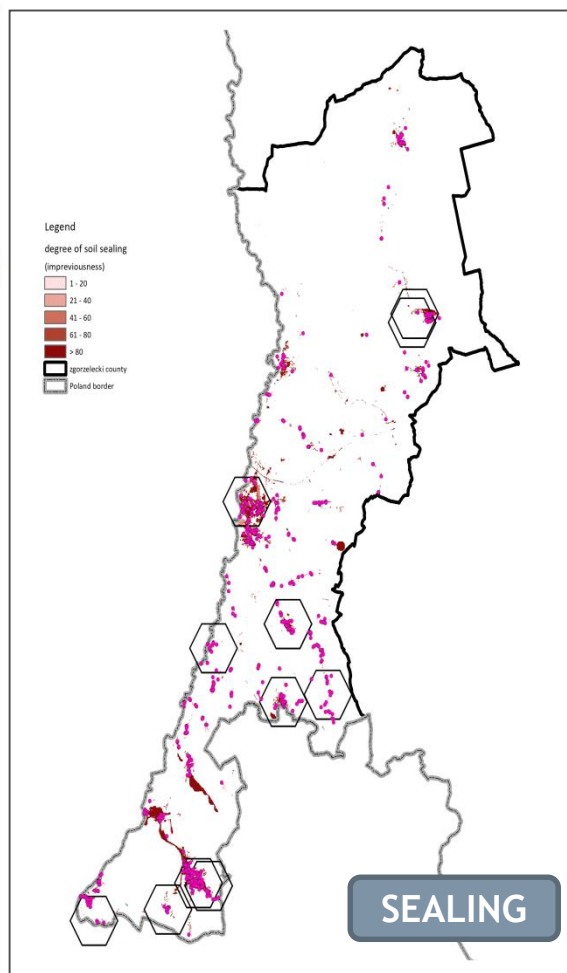 Legend
degree of soil sealing
(impreviousness)
1 - 20
21 - 40
41 - 60
61 - 80
> 80
zgorzelecki county
Poland border
SEALING